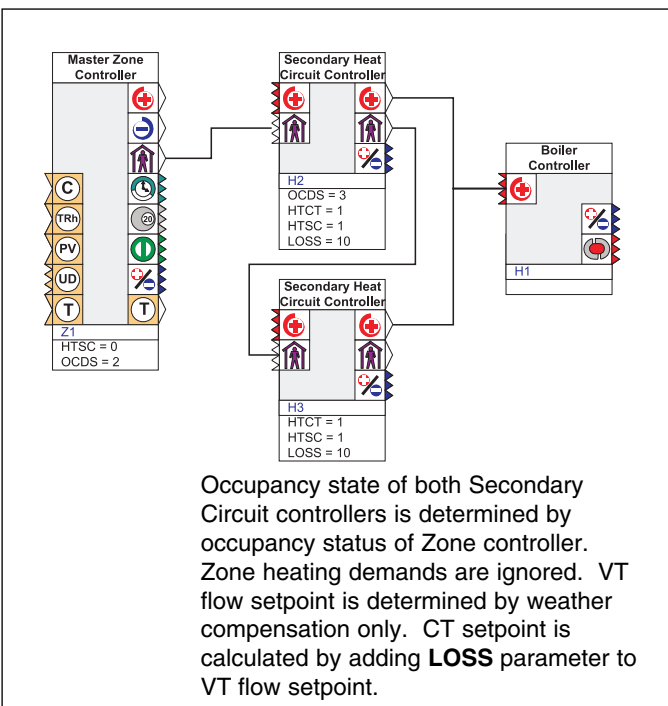 Master Zone
Controller
C
TRh
PV
UD
T
20
T
Z1
HTSC = 0
OCDS = 2
Secondary Heat
Circuit Controller
H2
OCDS = 3
HTCT = 1
HTSC = 1
LOSS = 10
Secondary Heat
Circuit Controller
H3
HTCT = 1
HTSC = 1
LOSS = 10
Boiler
Controller
H1
Occupancy state of both Secondary
Circuit controllers is determined by
occupancy status of Zone controller.
Zone heating demands are ignored.  VT
flow setpoint is determined by weather
compensation only.  CT setpoint is
calculated by adding LOSS parameter to
VT flow setpoint.